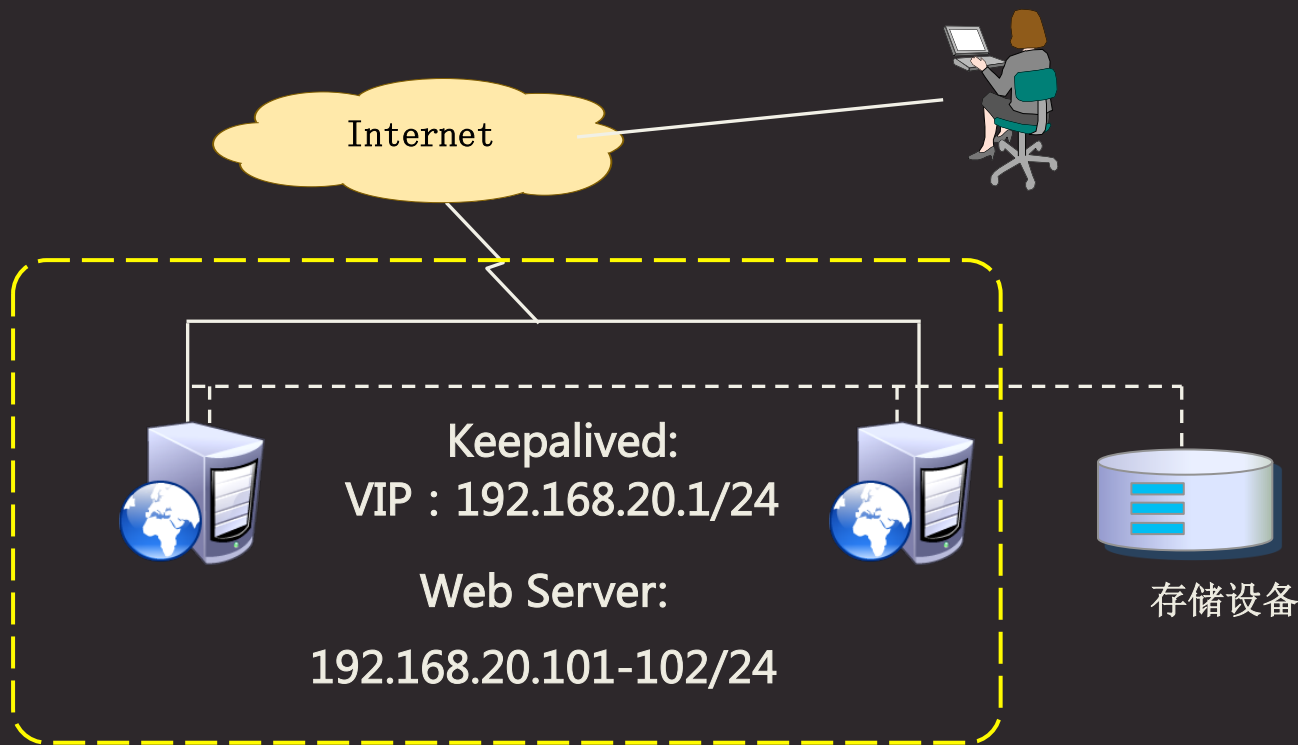 Internet
Keepalived:
VIP：192.168.20.1/24
Web Server:
192.168.20.101-102/24
存储设备